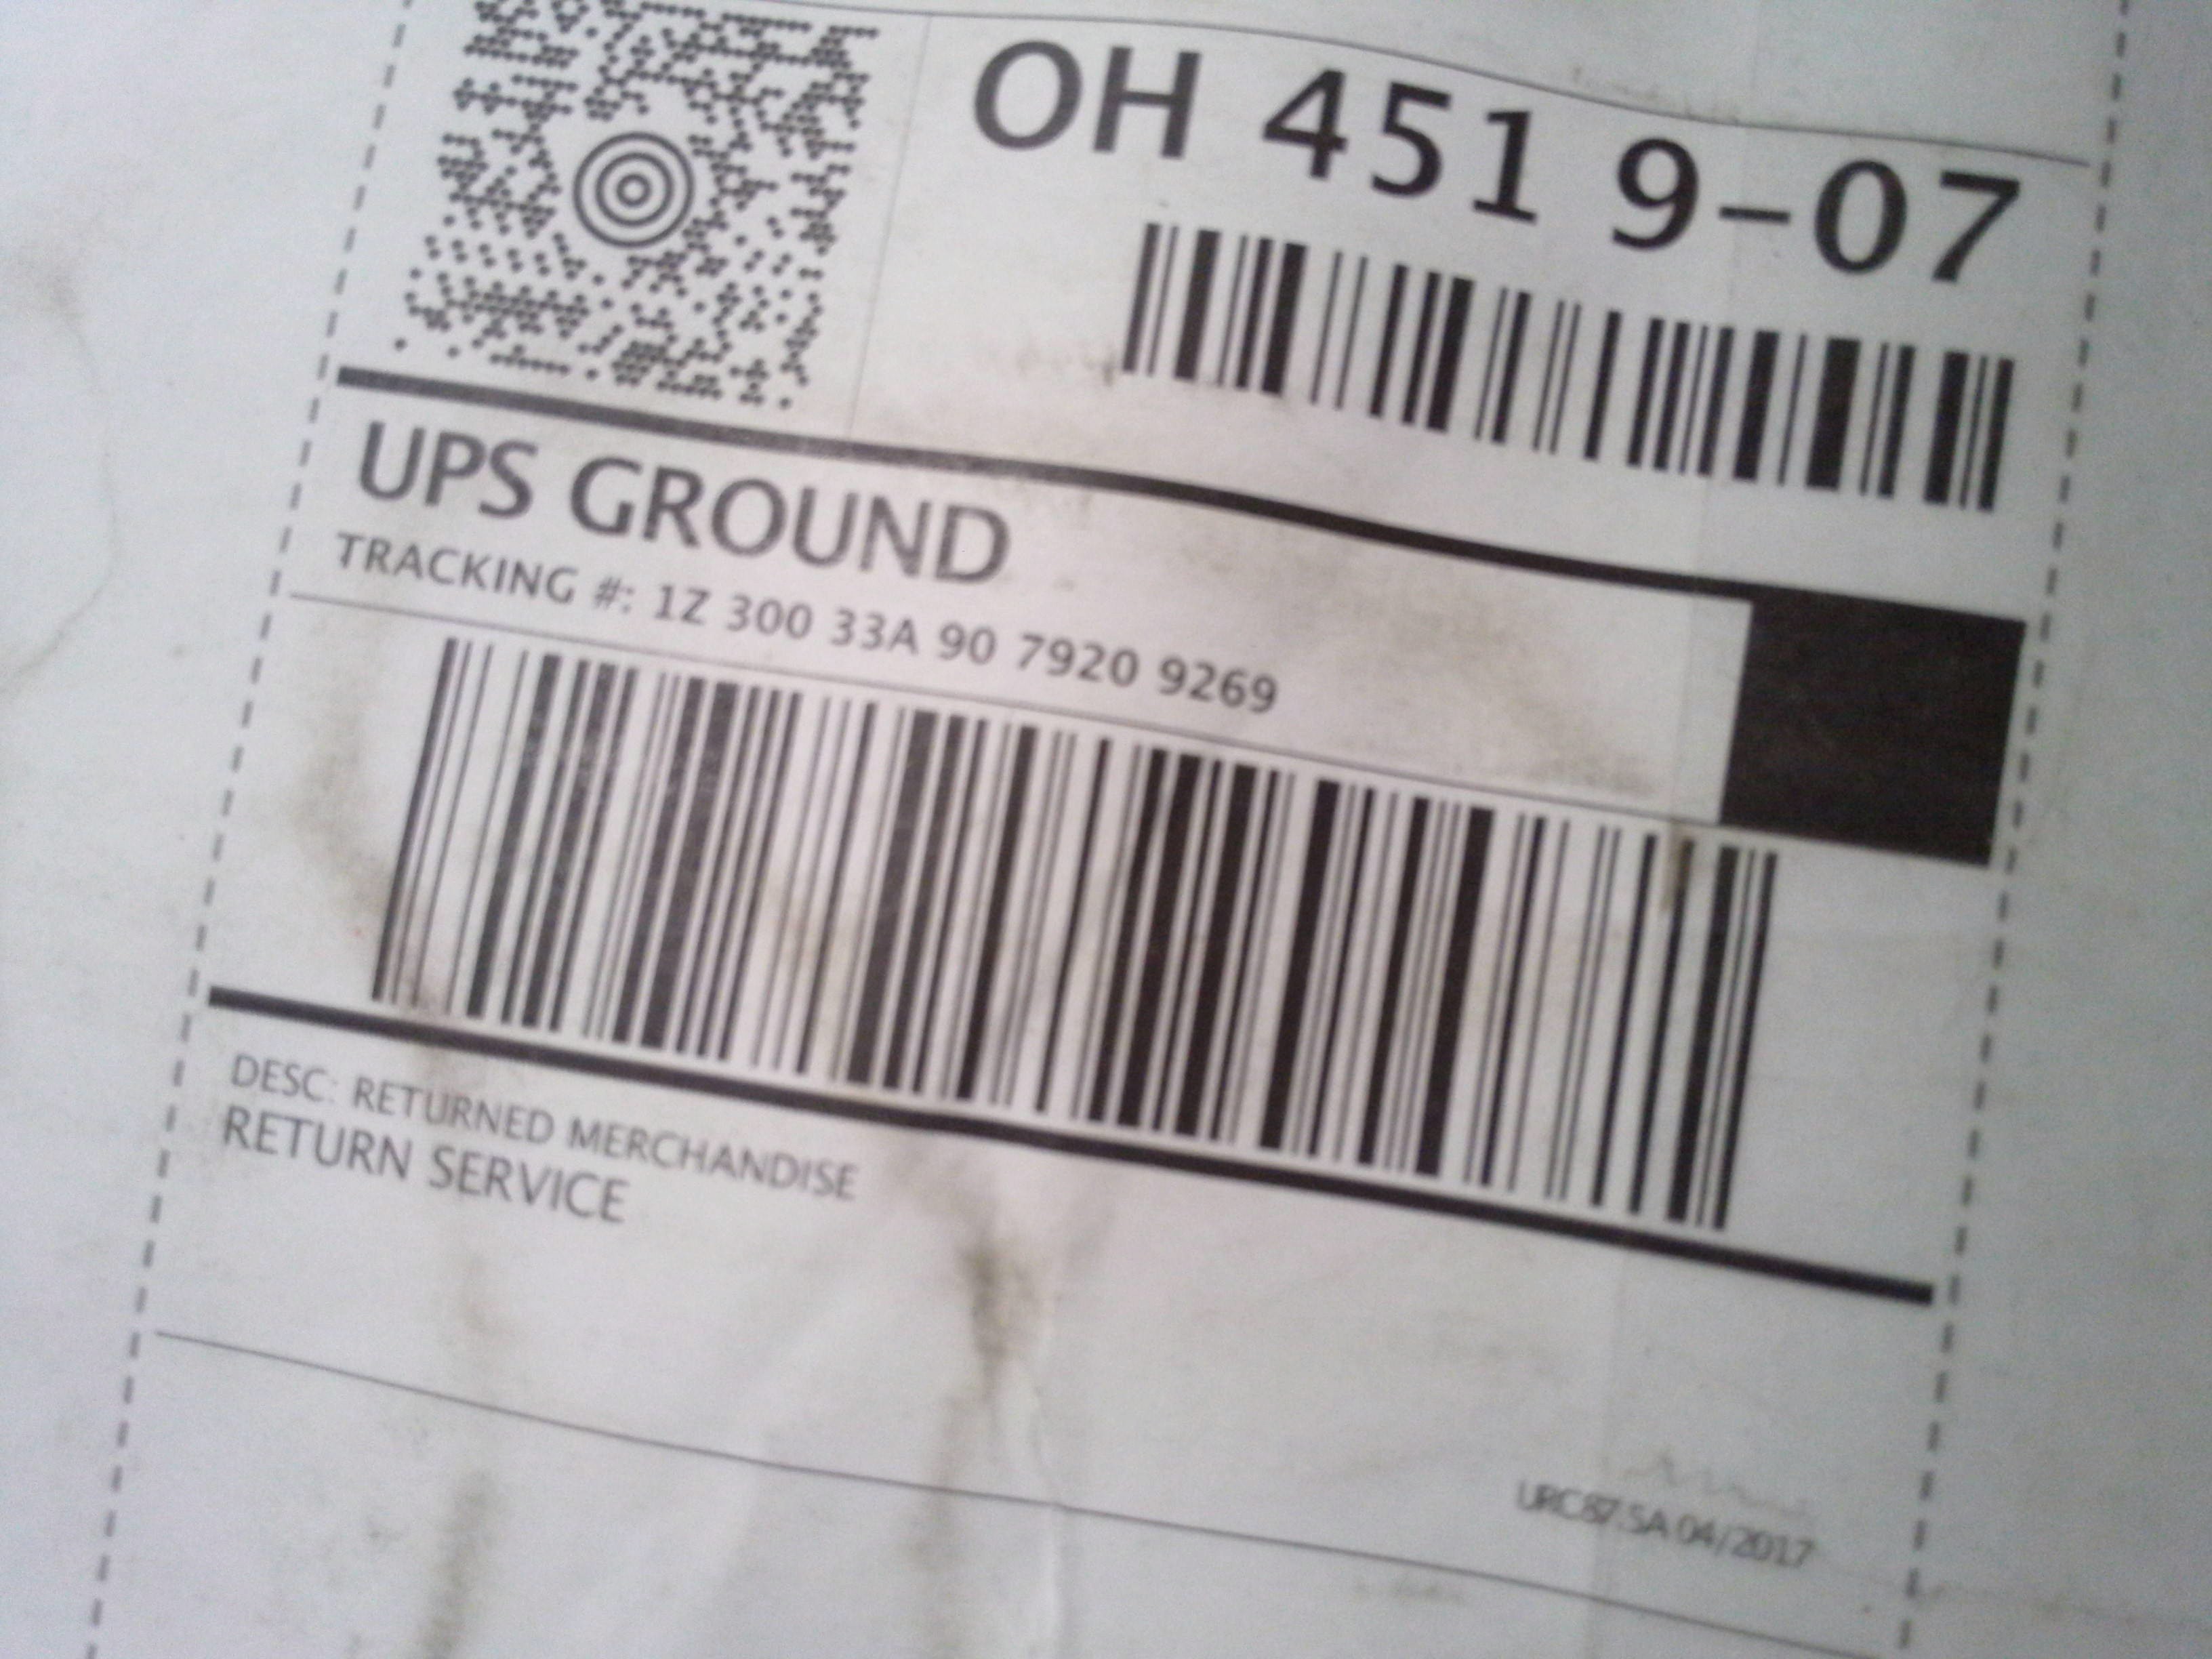 OH 451 9-07
UPS GROUND
TRACKING #: 1Z 300 33A 90 7920 9269
DESC: RETURNED MERCHANDISE
RETURN SERVICE
URC87.5A 04/2017